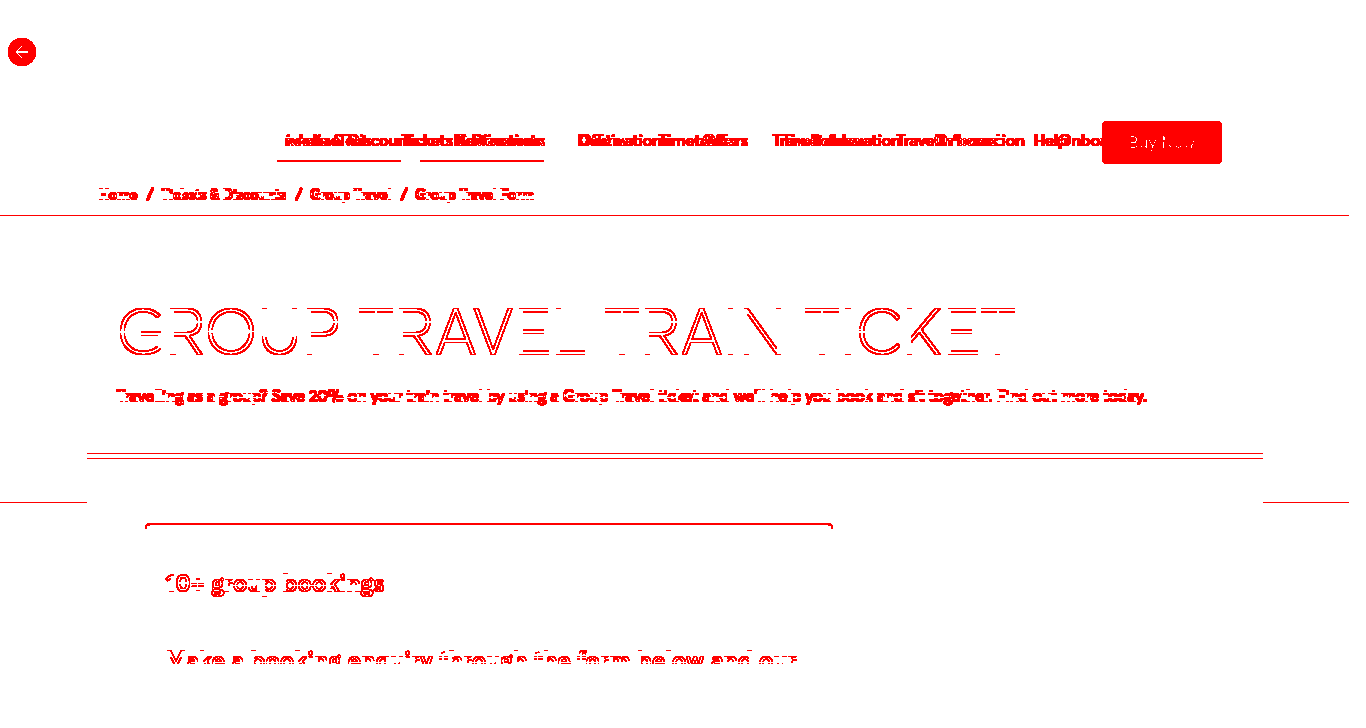 Buy Now
Home / Tickets & Discounts / Group Travel / Group Travel Form
GROUP TRAVEL TRAIN TICKET
Travelling as a group? Save 20% on your train travel by using a Group Travel ticket and we'll help you book and sit together. Find out more today.
10+ group bookings
Make a booking enquiry through the form below and our